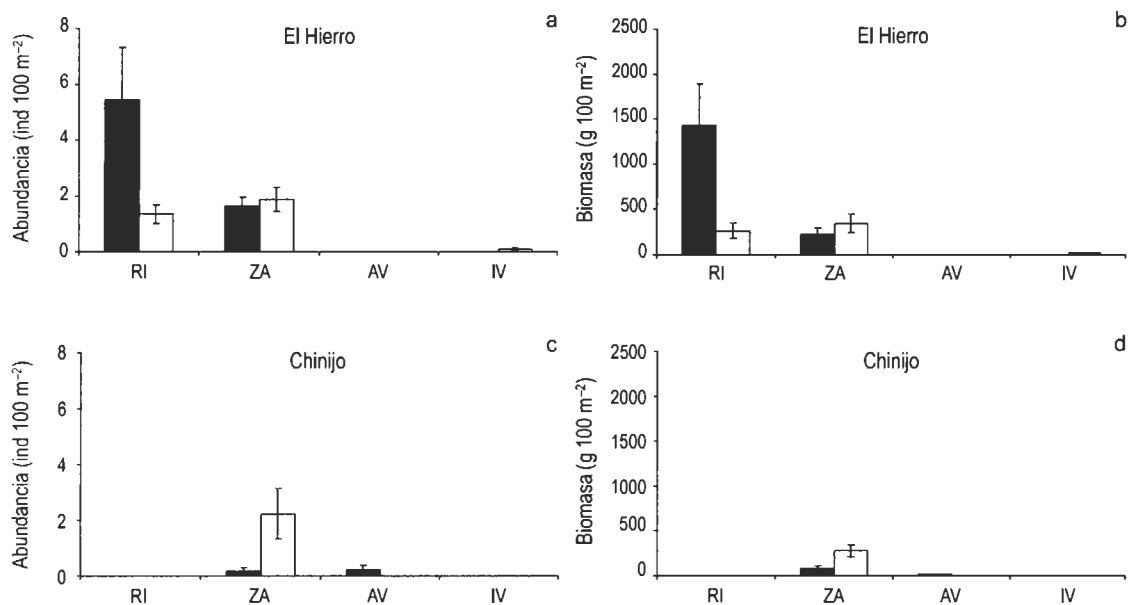 a
El Hierro
Abundancia (ind 100 m⁻²)
8
6
4
2
0
RI ZA AV IV
b
El Hierro
Biomasa (g 100 m⁻²)
2500
2000
1500
1000
500
0
RI ZA AV IV
c
Chinijo
Abundancia (ind 100 m⁻²)
8
6
4
2
0
RI ZA AV IV
d
Chinijo
Biomasa (g 100 m⁻²)
2500
2000
1500
1000
500
0
RI ZA AV IV